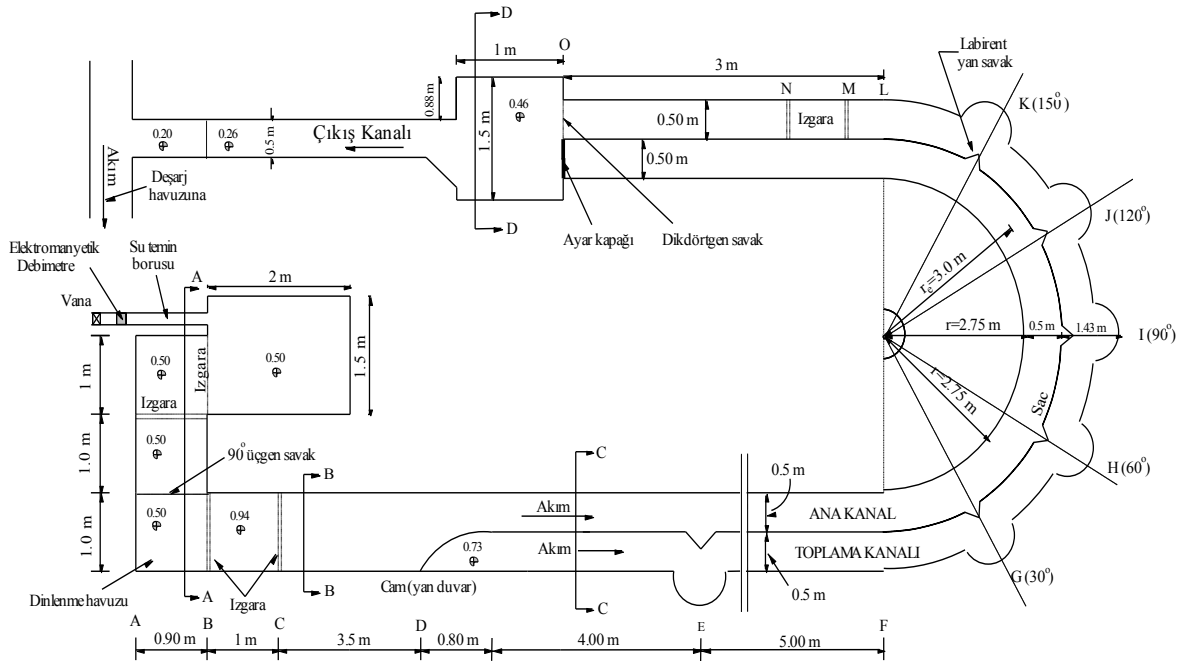 D
O
1 m
3 m
Labirent
yan savak
N
M
L
K (150°)
0.88 m
0.46
1.5 m
0.50 m
Izgara
0.20
0.26
0.5 m
Çıkış Kanalı
0.50 m
Akım
Deşarj
havuzuna
D
Ayar kapağı
Dikdörtgen savak
J (120°)
Elektromanyetik
Debimetre
Su temin
borusu
A
2 m
rₑ=3.0 m
Vana
r=2.75 m
0.5 m
1.43 m
I (90°)
1 m
0.50
Izgara
0.50
1.5 m
Izgara
r=2.75 m
Sac
1.0 m
0.50
90° üçgen savak
B
C
H (60°)
0.5 m
1.0 m
0.50
0.94
Akım
ANA KANAL
0.73
Akım
TOPLAMA KANALI
Cam (yan duvar)
G (30°)
Dinlenme havuzu
A
Izgara
B
C
0.5 m
A
B
C
D
E
F
0.90 m
1 m
3.5 m
0.80 m
4.00 m
5.00 m